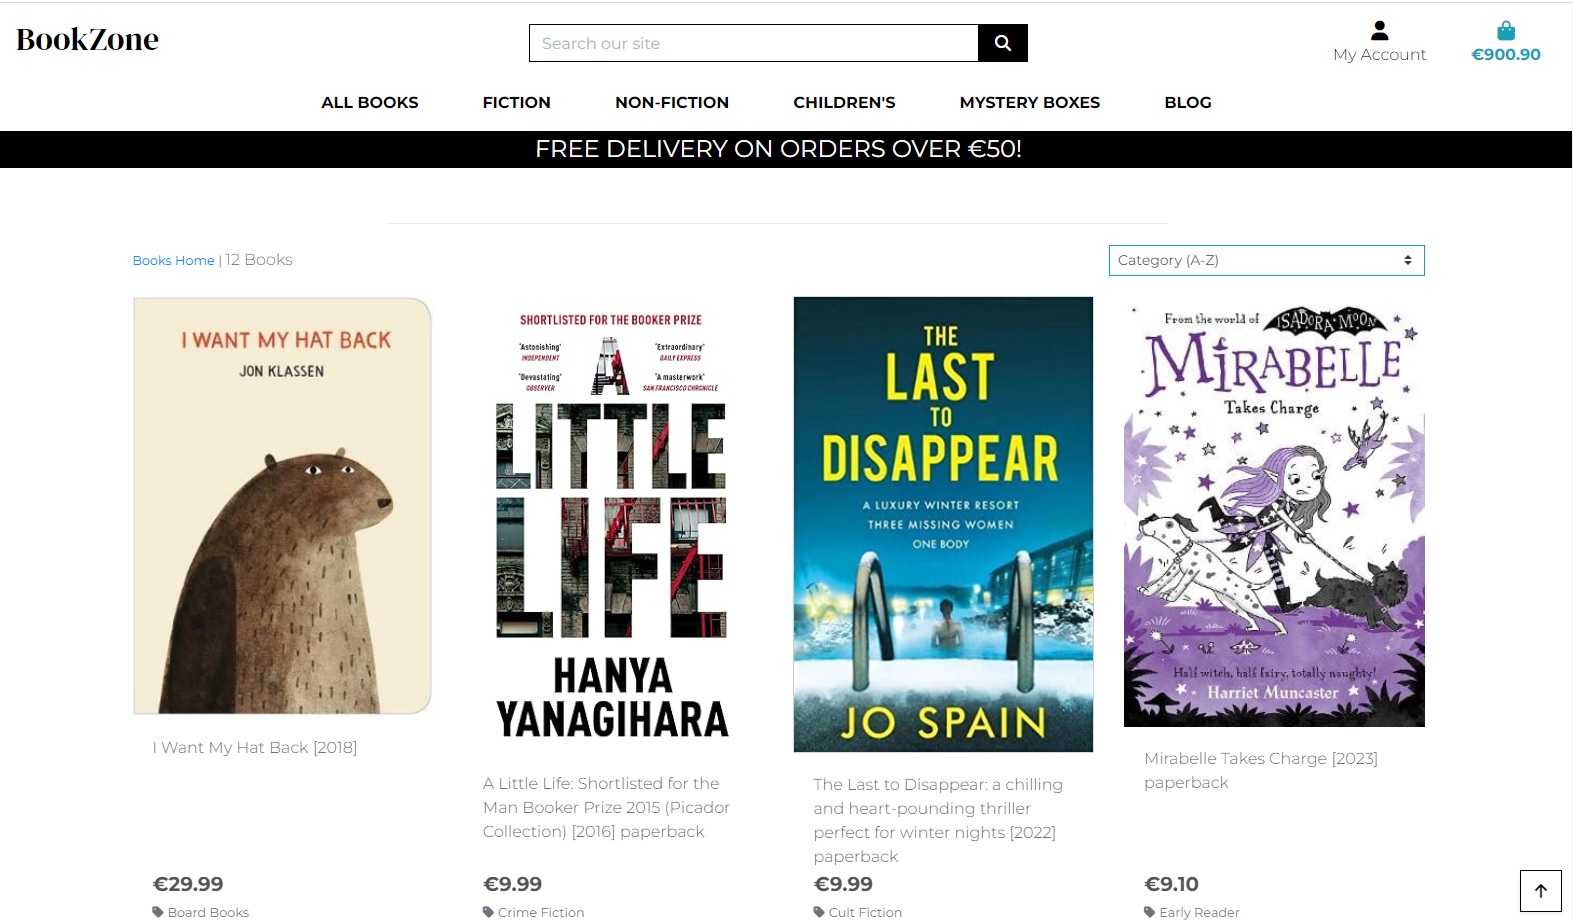 BookZone
Search our site
My Account
€900.90
ALL BOOKS
FICTION
NON-FICTION
CHILDREN'S
MYSTERY BOXES
BLOG
FREE DELIVERY ON ORDERS OVER €50!
Books Home | 12 Books
Category (A-Z)
I WANT MY HAT BACK
JON KLASSEN
I Want My Hat Back [2018]
€29.99
Board Books
SHORTLISTED FOR THE BOOKER PRIZE
'Astonishing'
INDEPENDENT
'Extraordinary'
DAILY EXPRESS
'Devastating'
OBSERVER
'A masterwork'
SAN FRANCISCO CHRONICLE
A
LITTLE
LIFE
HANYA
YANAGIHARA
A Little Life: Shortlisted for the
Man Booker Prize 2015 (Picador
Collection) [2016] paperback
€9.99
Crime Fiction
THE
LAST
TO
DISAPPEAR
A LUXURY WINTER RESORT
THREE MISSING WOMEN
ONE BODY
JO SPAIN
The Last to Disappear: a chilling
and heart-pounding thriller
perfect for winter nights [2022]
paperback
€9.99
Cult Fiction
From the world of ISADORA MOON
MIRABELLE
Takes Charge
Half witch, half fairy, totally naughty!
Harriet Muncaster
Mirabelle Takes Charge [2023]
paperback
€9.10
Early Reader